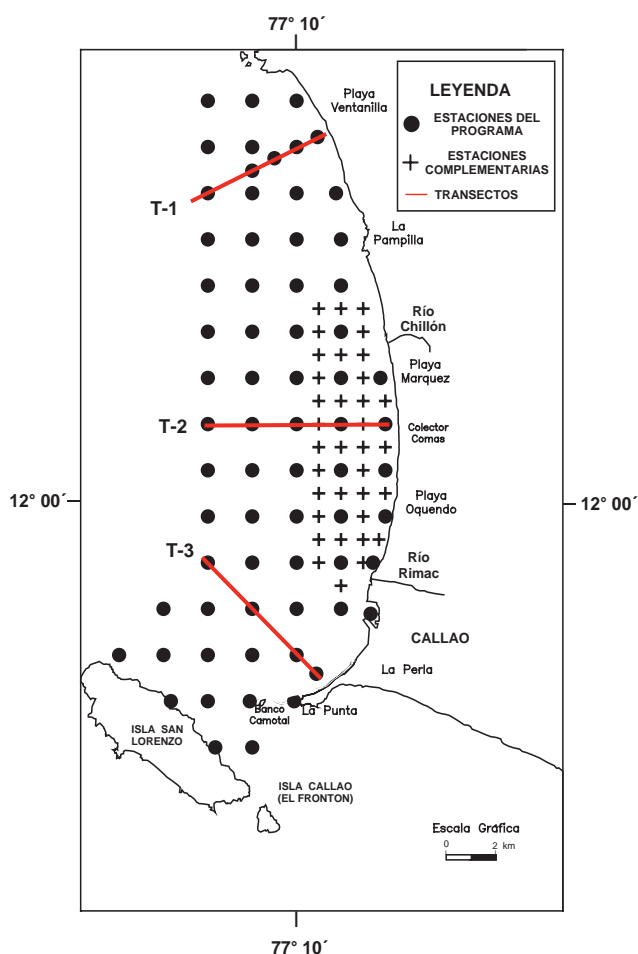 77° 10´
LEYENDA
ESTACIONES DEL
PROGRAMA
ESTACIONES
COMPLEMENTARIAS
TRANSECTOS
Playa
Ventanilla
T-1
La
Pampilla
Río
Chillón
Playa
Marquez
T-2
Colector
Comas
12° 00´
Playa
Oquendo
12° 00´
T-3
Río
Rimac
CALLAO
La Perla
Banco
Camotal
La Punta
ISLA SAN
LORENZO
ISLA CALLAO
(EL FRONTON)
Escala Gráfica
0 2 km
77° 10´